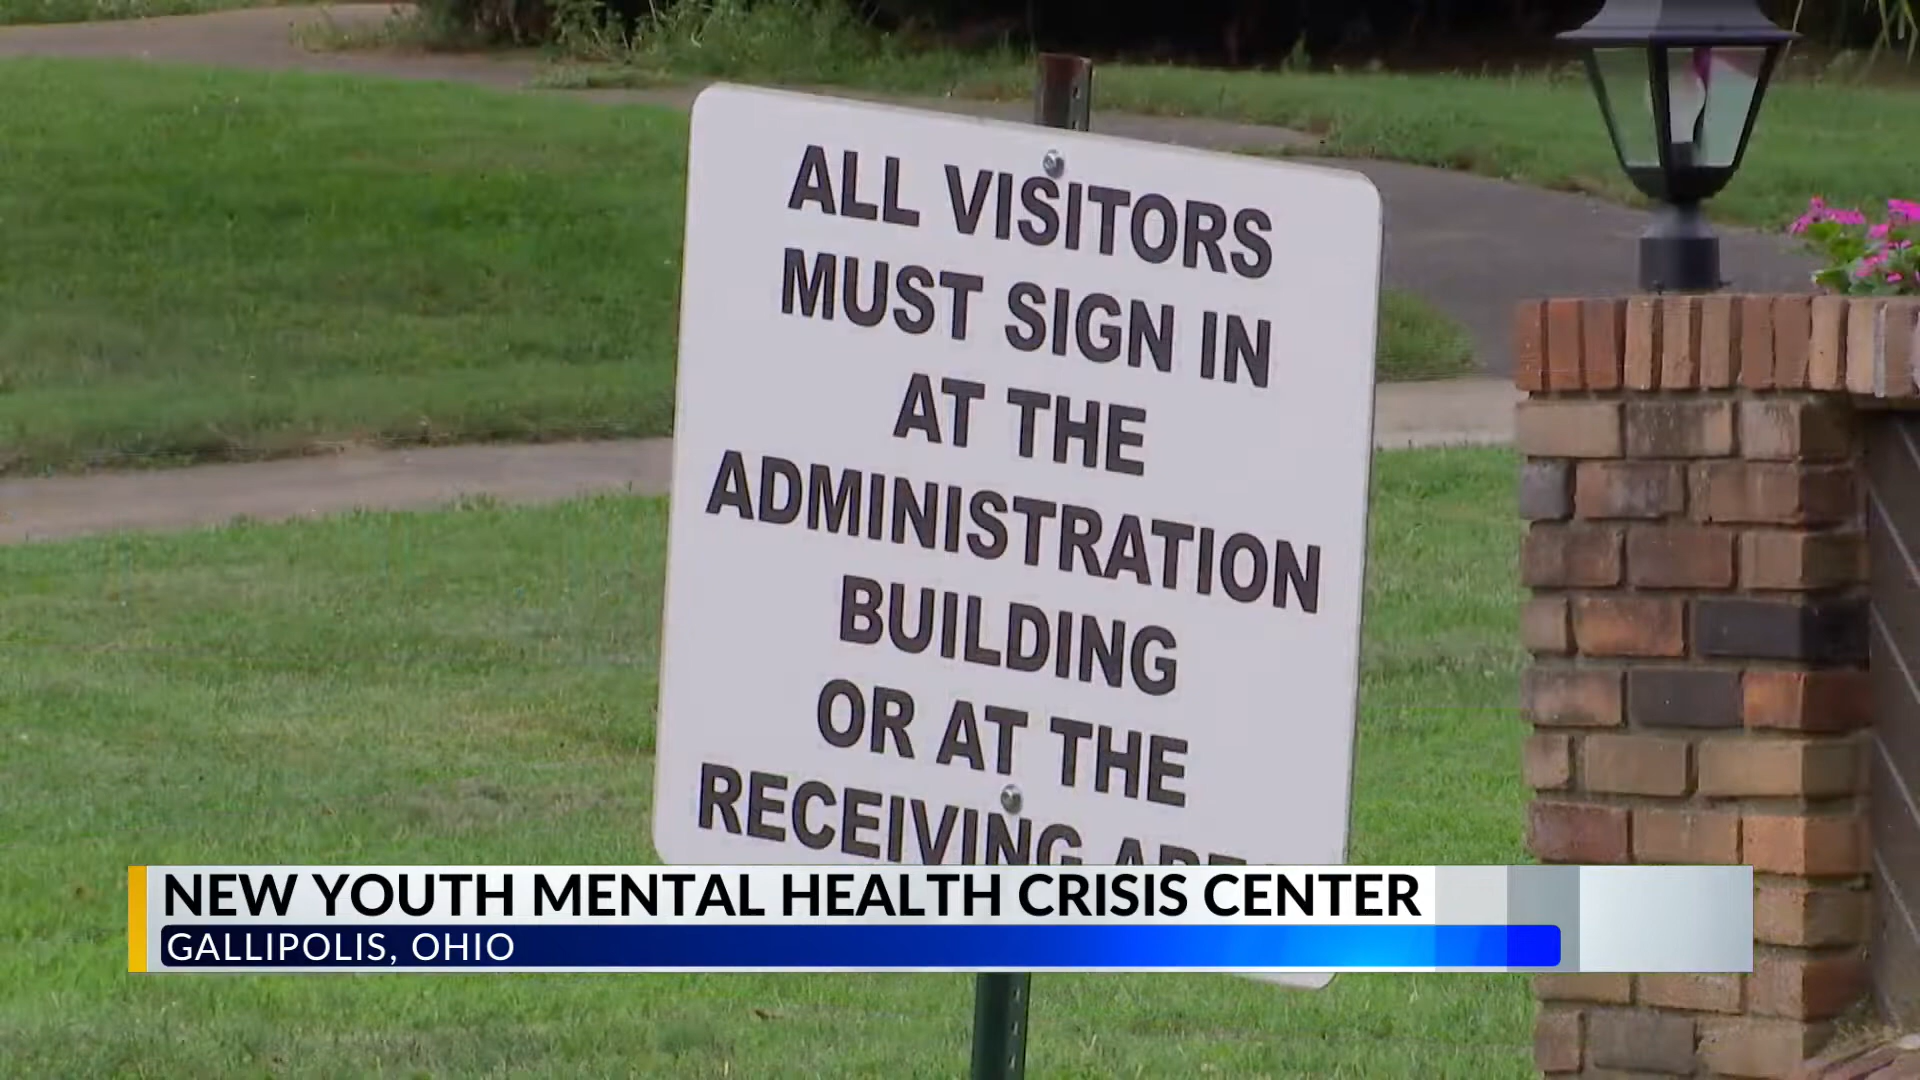 ALL VISITORS
MUST SIGN IN
AT THE
ADMINISTRATION
BUILDING
OR AT THE
RECEIVING
NEW YOUTH MENTAL HEALTH CRISIS CENTER
GALLIPOLIS, OHIO